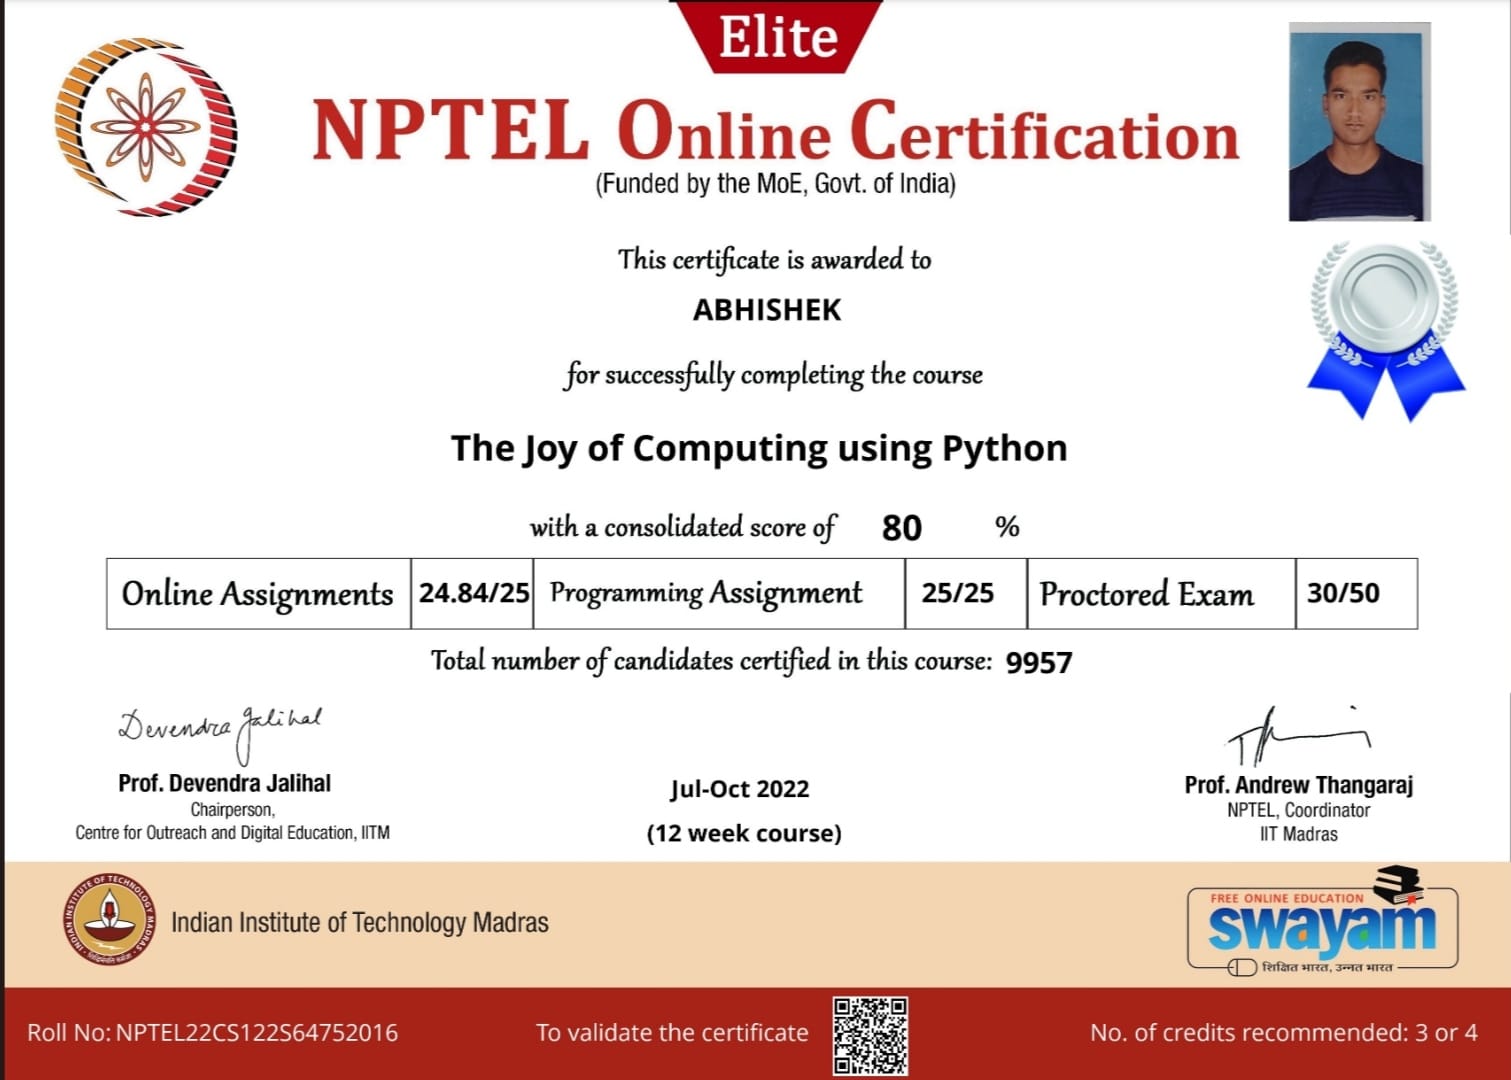 Elite
NPTEL Online Certification
(Funded by the MoE, Govt. of India)
This certificate is awarded to
ABHISHEK
for successfully completing the course
The Joy of Computing using Python
with a consolidated score of 80 %
Online Assignments 24.84/25 Programming Assignment 25/25 Proctored Exam 30/50
Total number of candidates certified in this course: 9957
Devendra Jalihal
Prof. Devendra Jalihal
Chairperson,
Centre for Outreach and Digital Education, IITM
Jul-Oct 2022
(12 week course)
Prof. Andrew Thangaraj
NPTEL, Coordinator
IIT Madras
INDIAN INSTITUTE OF TECHNOLOGY MADRAS
Indian Institute of Technology Madras
FREE ONLINE EDUCATION
swayam
शिक्षित भारत, उन्नत भारत
Roll No: NPTEL22CS122S64752016
To validate the certificate
No. of credits recommended: 3 or 4